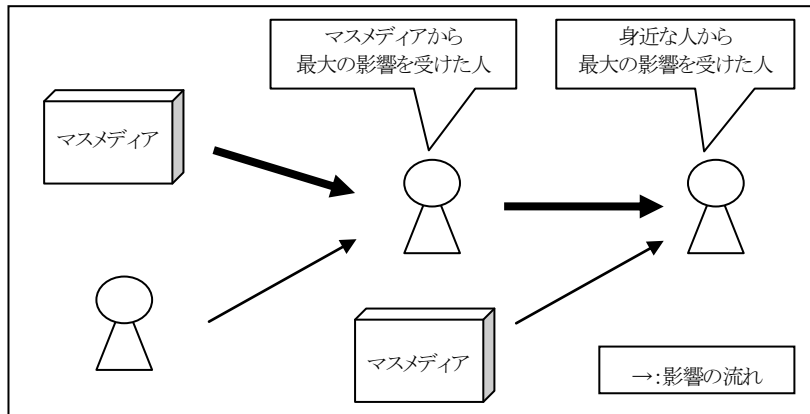 マスメディアから
最大の影響を受けた人
身近な人から
最大の影響を受けた人
マスメディア
マスメディア
→:影響の流れ